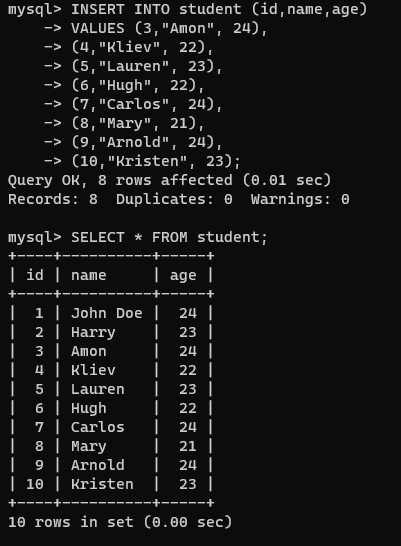 mysql> INSERT INTO student (id,name,age)
    -> VALUES (3,"Amon", 24),
    -> (4,"Kliev", 22),
    -> (5,"Lauren", 23),
    -> (6,"Hugh", 22),
    -> (7,"Carlos", 24),
    -> (8,"Mary", 21),
    -> (9,"Arnold", 24),
    -> (10,"Kristen", 23);
Query OK, 8 rows affected (0.01 sec)
Records: 8  Duplicates: 0  Warnings: 0

mysql> SELECT * FROM student;
+----+----------+-----+
| id | name     | age |
+----+----------+-----+
|  1 | John Doe |  24 |
|  2 | Harry    |  23 |
|  3 | Amon     |  24 |
|  4 | Kliev    |  22 |
|  5 | Lauren   |  23 |
|  6 | Hugh     |  22 |
|  7 | Carlos   |  24 |
|  8 | Mary     |  21 |
|  9 | Arnold   |  24 |
| 10 | Kristen  |  23 |
+----+----------+-----+
10 rows in set (0.00 sec)